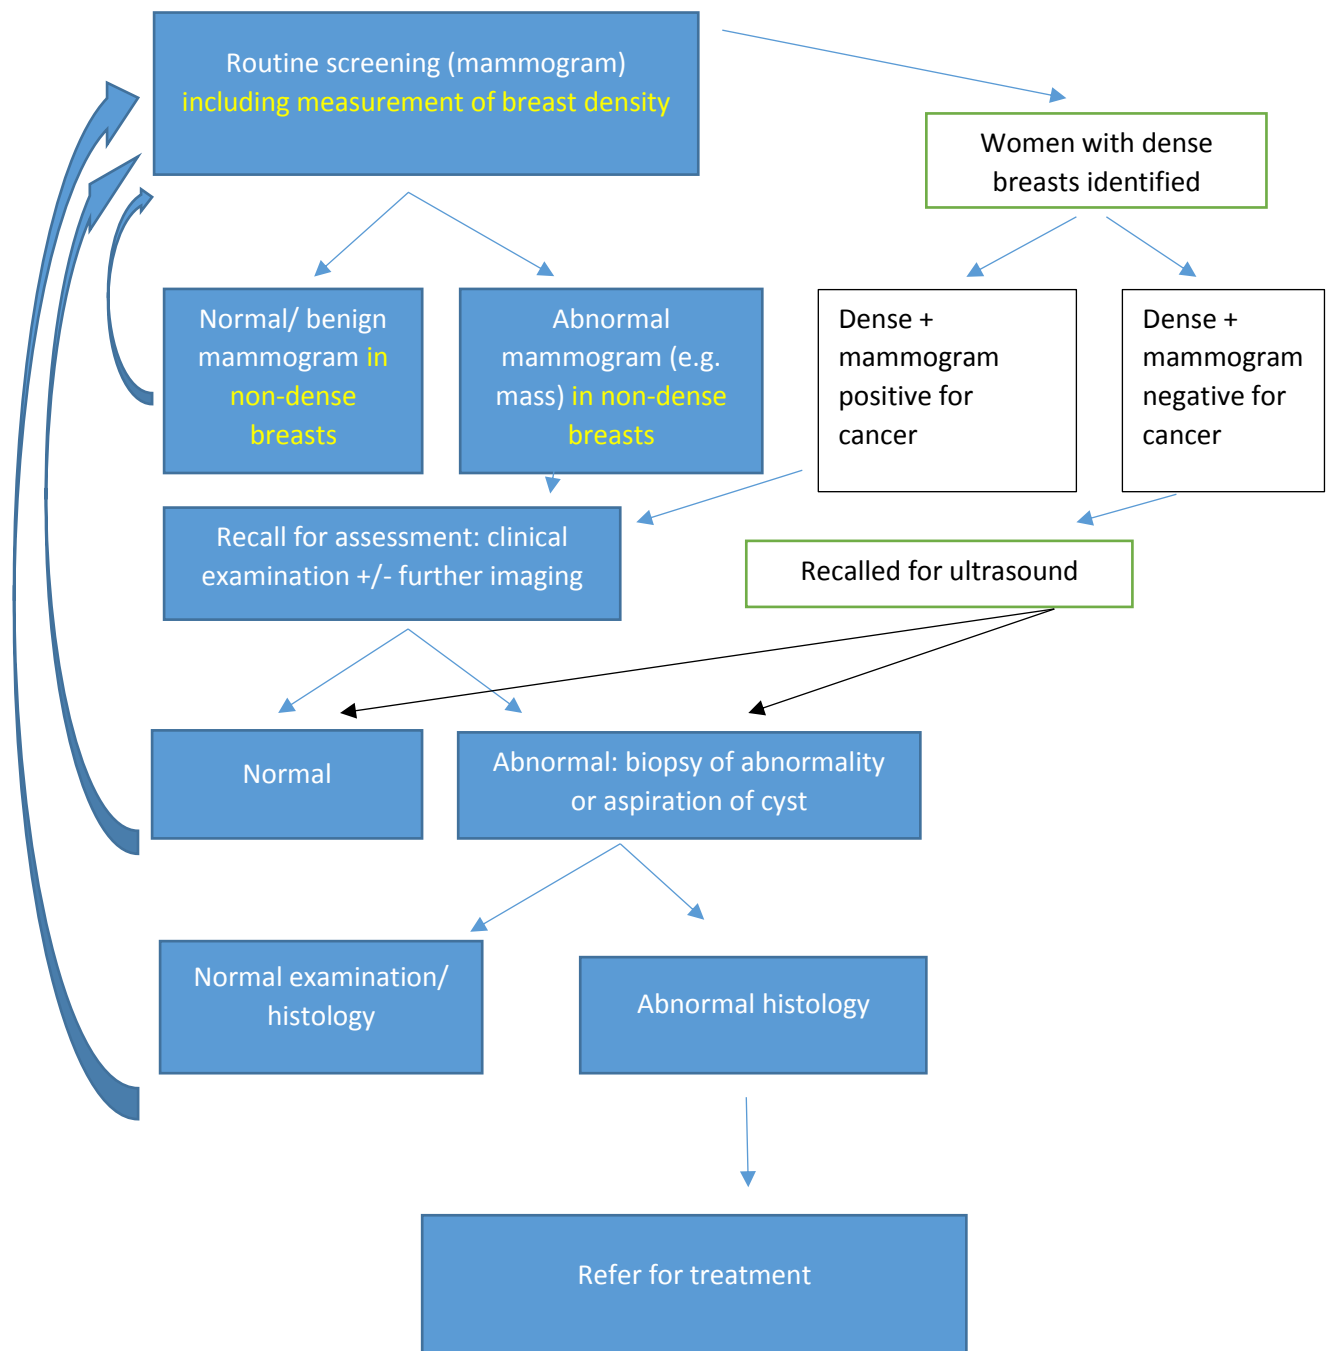 Routine screening (mammogram)
including measurement of breast density
Women with dense
breasts identified
Normal/ benign
mammogram in
non-dense
breasts
Abnormal
mammogram (e.g.
mass) in non-dense
breasts
Dense +
mammogram
positive for
cancer
Dense +
mammogram
negative for
cancer
Recall for assessment: clinical
examination +/- further imaging
Recalled for ultrasound
Normal
Abnormal: biopsy of abnormality
or aspiration of cyst
Normal examination/
histology
Abnormal histology
Refer for treatment